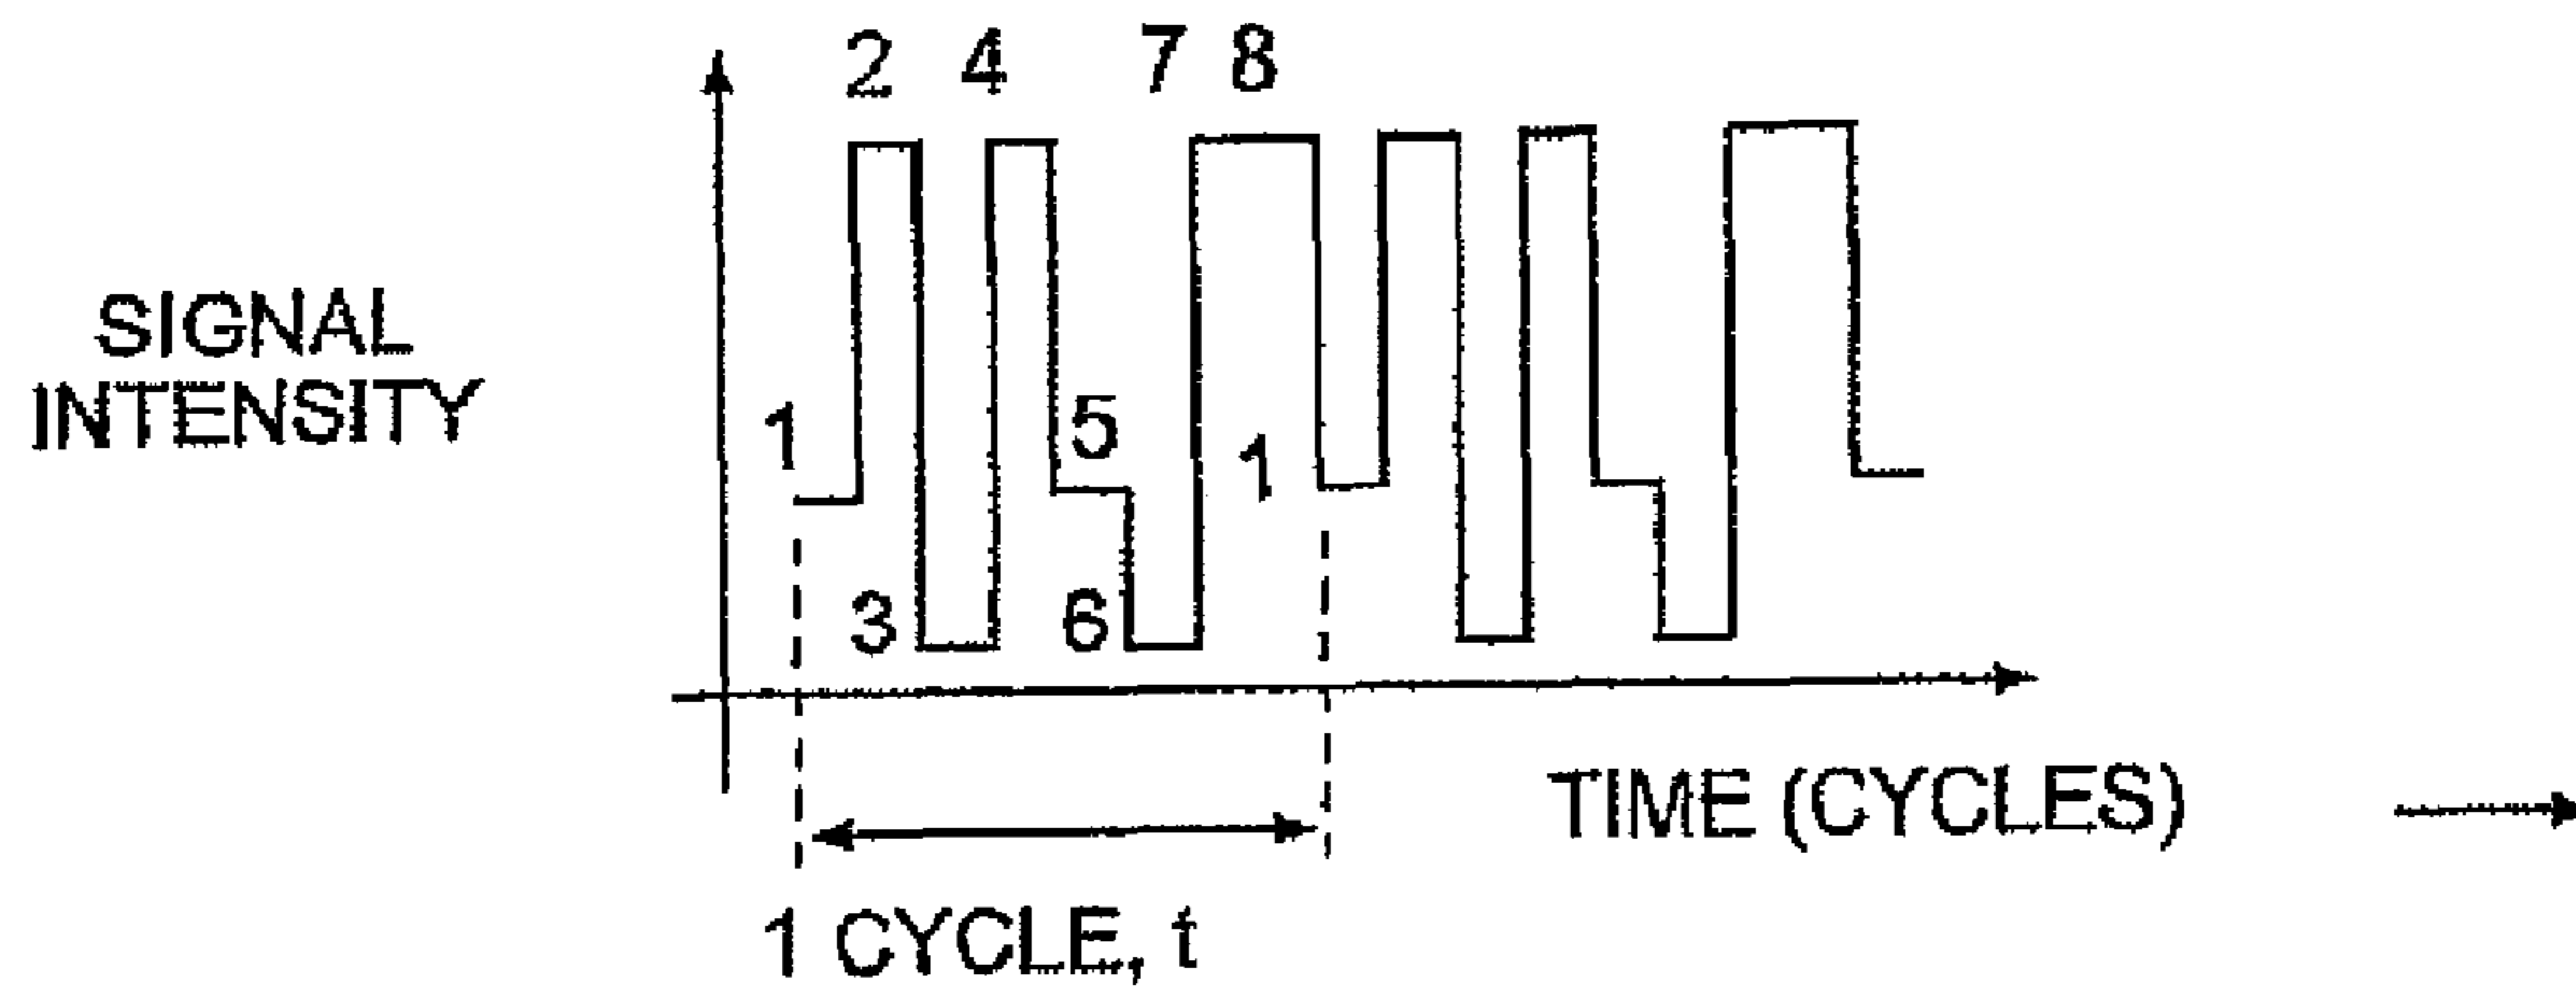 2 4 7 8
SIGNAL
INTENSITY
1 5 1
3 6
TIME (CYCLES)
1 CYCLE, t